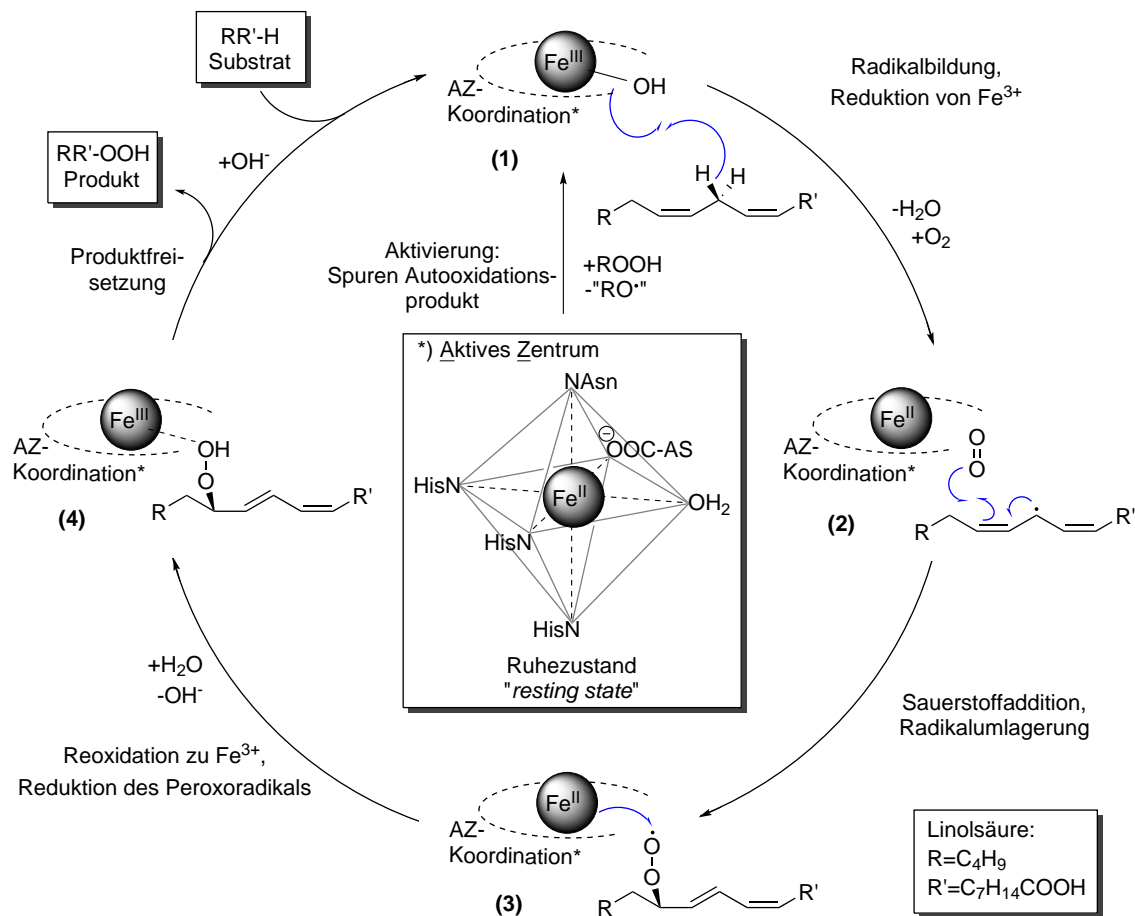 RR'-H
Substrat
Fe^III
OH
AZ-
Koordination*
(1)
H H
R
R'
Radikalbildung,
Reduktion von Fe³⁺
-H₂O
+O₂
Fe^II
AZ-
Koordination*
O
O
(2)
R
R'
Sauerstoffaddition,
Radikalumlagerung
Fe^II
AZ-
Koordination*
O
O
(3)
R
R'
+H₂O
-OH⁻
Reoxidation zu Fe³⁺,
Reduktion des Peroxoradikals
Fe^III
AZ-
Koordination*
OH
O
(4)
R
R'
Produktfrei-
setzung
RR'-OOH
Produkt
+OH⁻
Aktivierung:
Spuren Autooxidations-
produkt
+ROOH
-"RO•"
*) Aktives Zentrum
NAsn
⊖
OOC-AS
HisN
Fe^II
OH₂
HisN
HisN
Ruhezustand
"resting state"
Linolsäure:
R=C₄H₉
R'=C₇H₁₄COOH